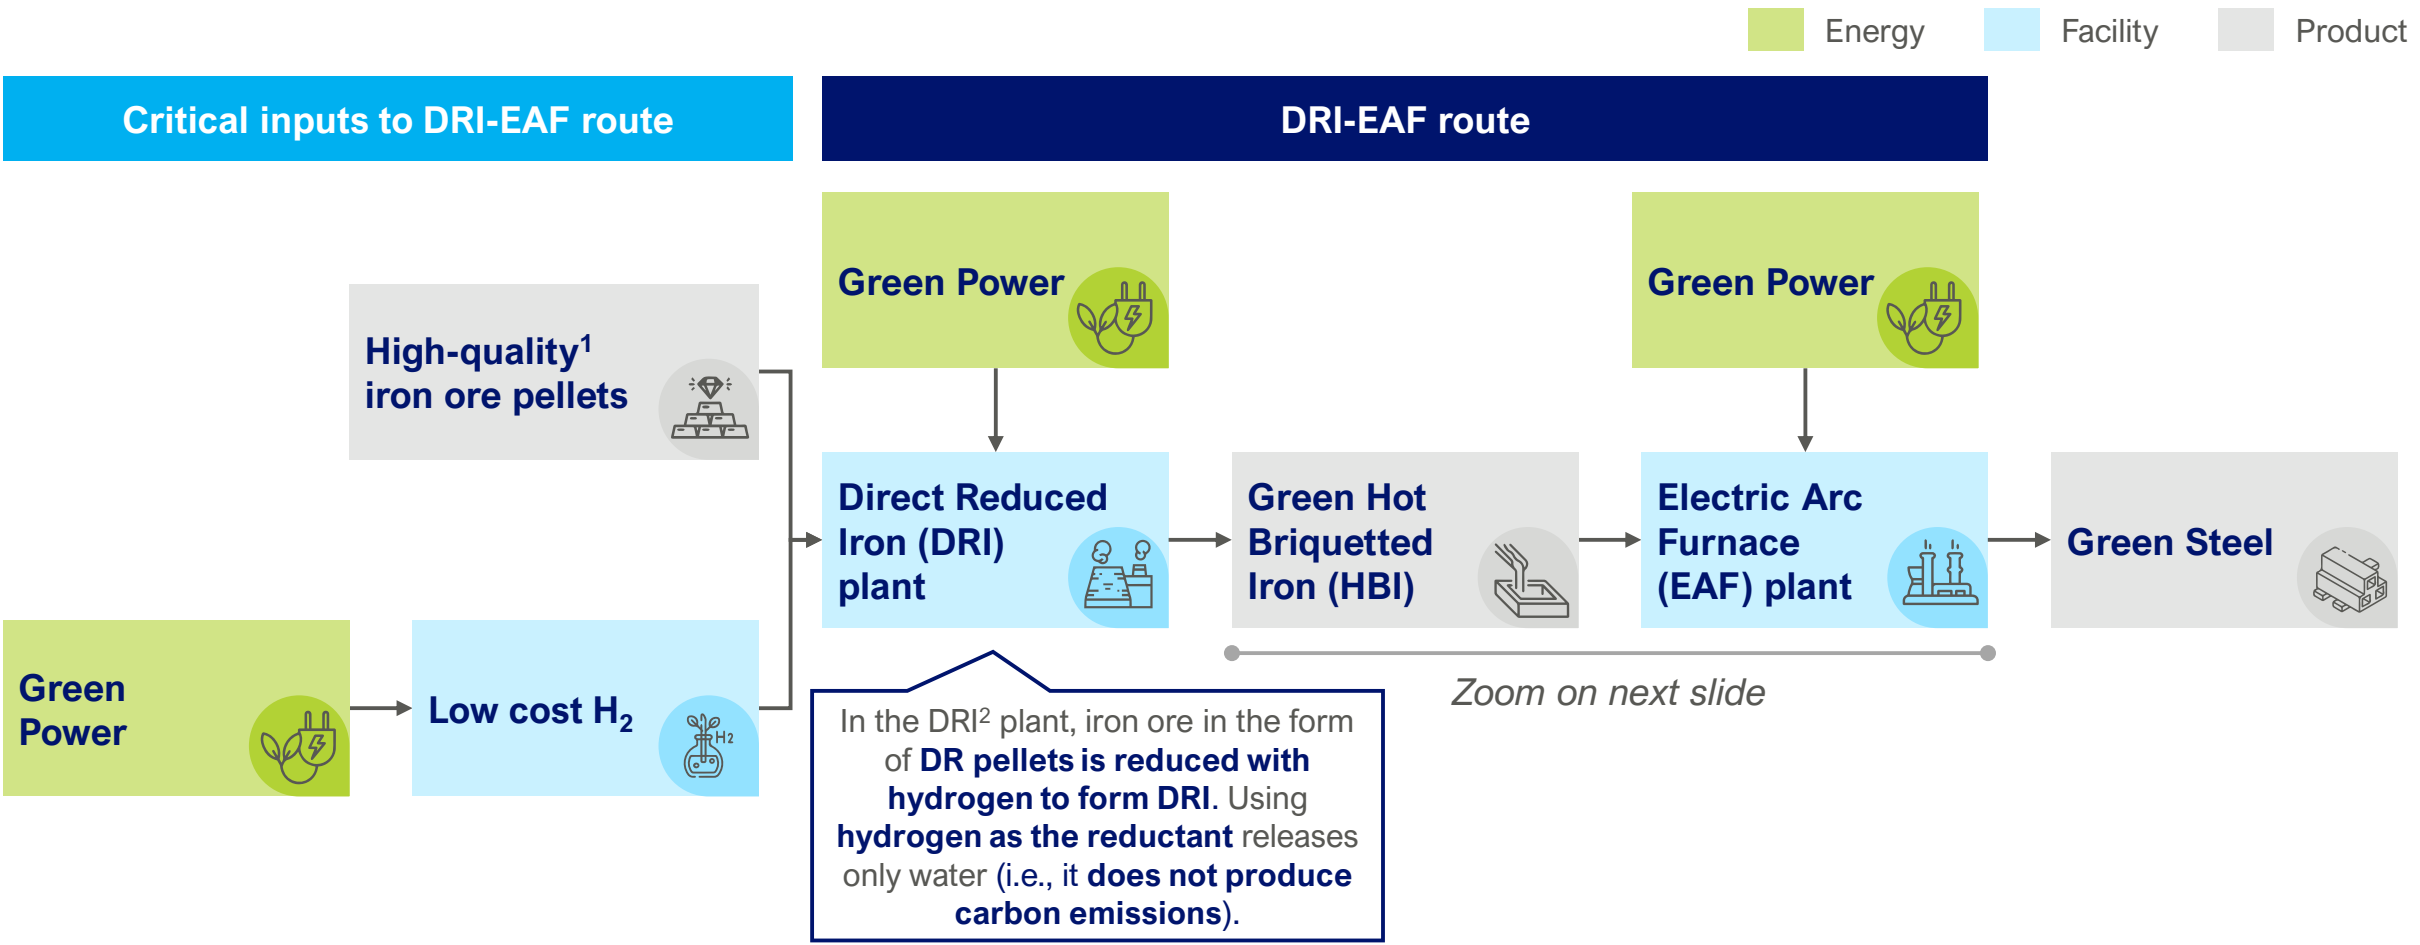 Energy
Facility
Product
Critical inputs to DRI-EAF route
DRI-EAF route
Green Power
Green Power
High-quality¹
iron ore pellets
Direct Reduced
Iron (DRI)
plant
Green Hot
Briquetted
Iron (HBI)
Electric Arc
Furnace
(EAF) plant
Green Steel
Green
Power
Low cost H₂
H₂
Zoom on next slide
In the DRI² plant, iron ore in the form
of DR pellets is reduced with
hydrogen to form DRI. Using
hydrogen as the reductant releases
only water (i.e., it does not produce
carbon emissions).